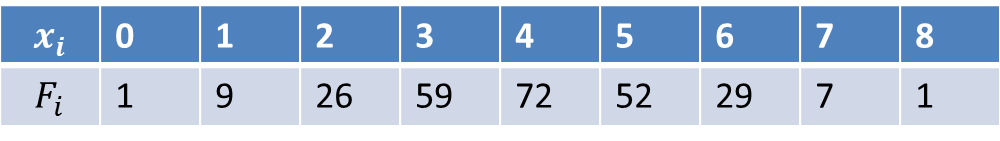 xᵢ 0 1 2 3 4 5 6 7 8
Fᵢ 1 9 26 59 72 52 29 7 1